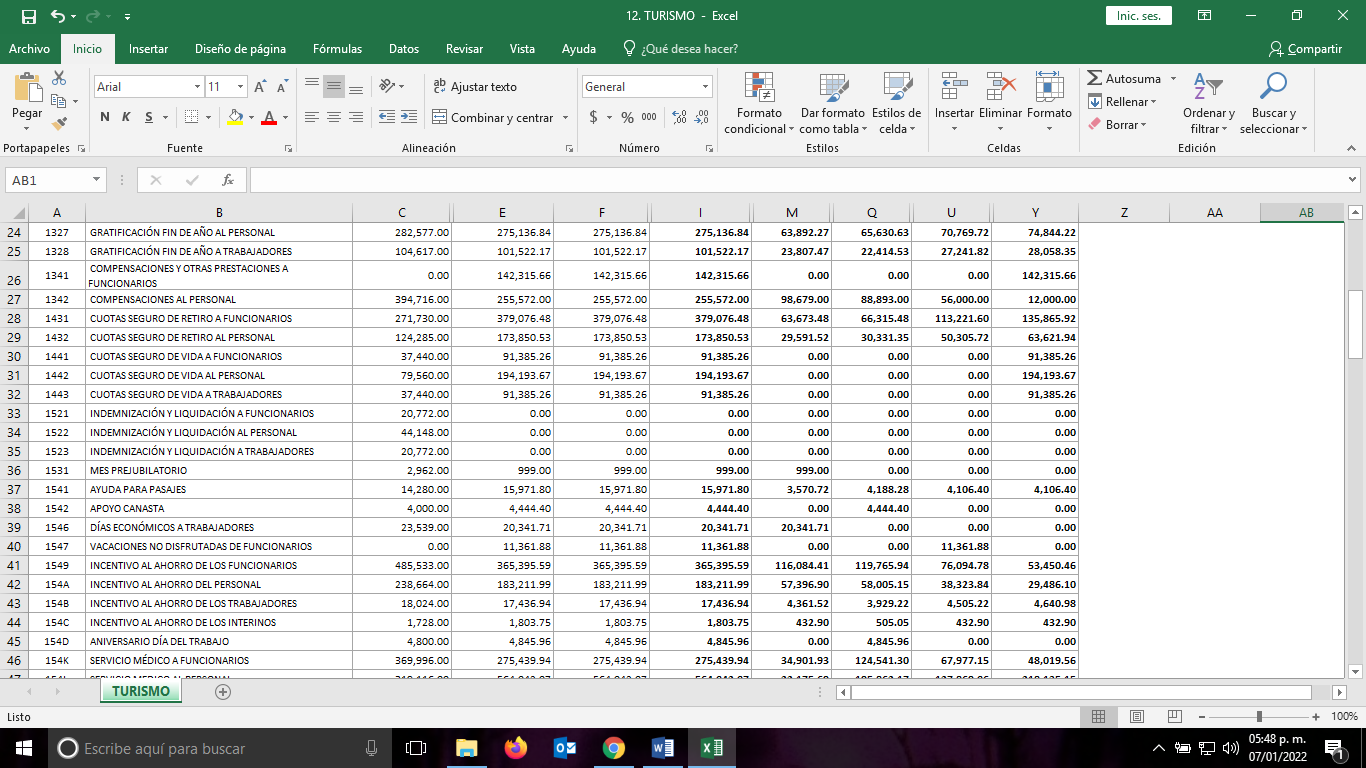 12. TURISMO - Excel
Inic. ses.
Archivo Inicio Insertar Diseño de página Fórmulas Datos Revisar Vista Ayuda ¿Qué desea hacer? Compartir
Pegar
Portapapeles
Arial 11
N K S
Fuente
Ajustar texto
Combinar y centrar
Alineación
General
$ % 000
Número
Formato condicional
Dar formato como tabla
Estilos de celda
Estilos
Insertar Eliminar Formato
Celdas
Autosuma
Rellenar
Borrar
Ordenar y filtrar
Buscar y seleccionar
Edición
AB1 fx
A B C E F I M Q U Y Z AA AB
24 1327 GRATIFICACIÓN FIN DE AÑO AL PERSONAL 282,577.00 275,136.84 275,136.84 275,136.84 63,892.27 65,630.63 70,769.72 74,844.22
25 1328 GRATIFICACIÓN FIN DE AÑO A TRABAJADORES 104,617.00 101,522.17 101,522.17 101,522.17 23,807.47 22,414.53 27,241.82 28,058.35
26 1341 COMPENSACIONES Y OTRAS PRESTACIONES A FUNCIONARIOS 0.00 142,315.66 142,315.66 142,315.66 0.00 0.00 0.00 142,315.66
27 1342 COMPENSACIONES AL PERSONAL 394,716.00 255,572.00 255,572.00 255,572.00 98,679.00 88,893.00 56,000.00 12,000.00
28 1431 CUOTAS SEGURO DE RETIRO A FUNCIONARIOS 271,730.00 379,076.48 379,076.48 379,076.48 63,673.48 66,315.48 113,221.60 135,865.92
29 1432 CUOTAS SEGURO DE RETIRO AL PERSONAL 124,285.00 173,850.53 173,850.53 173,850.53 29,591.52 30,331.35 50,305.72 63,621.94
30 1441 CUOTAS SEGURO DE VIDA A FUNCIONARIOS 37,440.00 91,385.26 91,385.26 91,385.26 0.00 0.00 0.00 91,385.26
31 1442 CUOTAS SEGURO DE VIDA AL PERSONAL 79,560.00 194,193.67 194,193.67 194,193.67 0.00 0.00 0.00 194,193.67
32 1443 CUOTAS SEGURO DE VIDA A TRABAJADORES 37,440.00 91,385.26 91,385.26 91,385.26 0.00 0.00 0.00 91,385.26
33 1521 INDEMNIZACIÓN Y LIQUIDACIÓN A FUNCIONARIOS 20,772.00 0.00 0.00 0.00 0.00 0.00 0.00 0.00
34 1522 INDEMNIZACIÓN Y LIQUIDACIÓN AL PERSONAL 44,148.00 0.00 0.00 0.00 0.00 0.00 0.00 0.00
35 1523 INDEMNIZACIÓN Y LIQUIDACIÓN A TRABAJADORES 20,772.00 0.00 0.00 0.00 0.00 0.00 0.00 0.00
36 1531 MES PREJUBILATORIO 2,962.00 999.00 999.00 999.00 999.00 0.00 0.00 0.00
37 1541 AYUDA PARA PASAJES 14,280.00 15,971.80 15,971.80 15,971.80 3,570.72 4,188.28 4,106.40 4,106.40
38 1542 APOYO CANASTA 4,000.00 4,444.40 4,444.40 4,444.40 0.00 4,444.40 0.00 0.00
39 1546 DÍAS ECONÓMICOS A TRABAJADORES 23,539.00 20,341.71 20,341.71 20,341.71 20,341.71 0.00 0.00 0.00
40 1547 VACACIONES NO DISFRUTADAS DE FUNCIONARIOS 0.00 11,361.88 11,361.88 11,361.88 0.00 0.00 11,361.88 0.00
41 1549 INCENTIVO AL AHORRO DE LOS FUNCIONARIOS 485,533.00 365,395.59 365,395.59 365,395.59 116,084.41 119,765.94 76,094.78 53,450.46
42 154A INCENTIVO AL AHORRO DEL PERSONAL 238,664.00 183,211.99 183,211.99 183,211.99 57,396.90 58,005.15 38,323.84 29,486.10
43 154B INCENTIVO AL AHORRO DE LOS TRABAJADORES 18,024.00 17,436.94 17,436.94 17,436.94 4,361.52 3,929.22 4,505.22 4,640.98
44 154C INCENTIVO AL AHORRO DE LOS INTERINOS 1,728.00 1,803.75 1,803.75 1,803.75 432.90 505.05 432.90 432.90
45 154D ANIVERSARIO DÍA DEL TRABAJO 4,800.00 4,845.96 4,845.96 4,845.96 0.00 4,845.96 0.00 0.00
46 154K SERVICIO MÉDICO A FUNCIONARIOS 369,996.00 275,439.94 275,439.94 275,439.94 34,901.93 124,541.30 67,977.15 48,019.56
TURISMO
Listo 100%
Escribe aquí para buscar
05:48 p. m.
07/01/2022
1